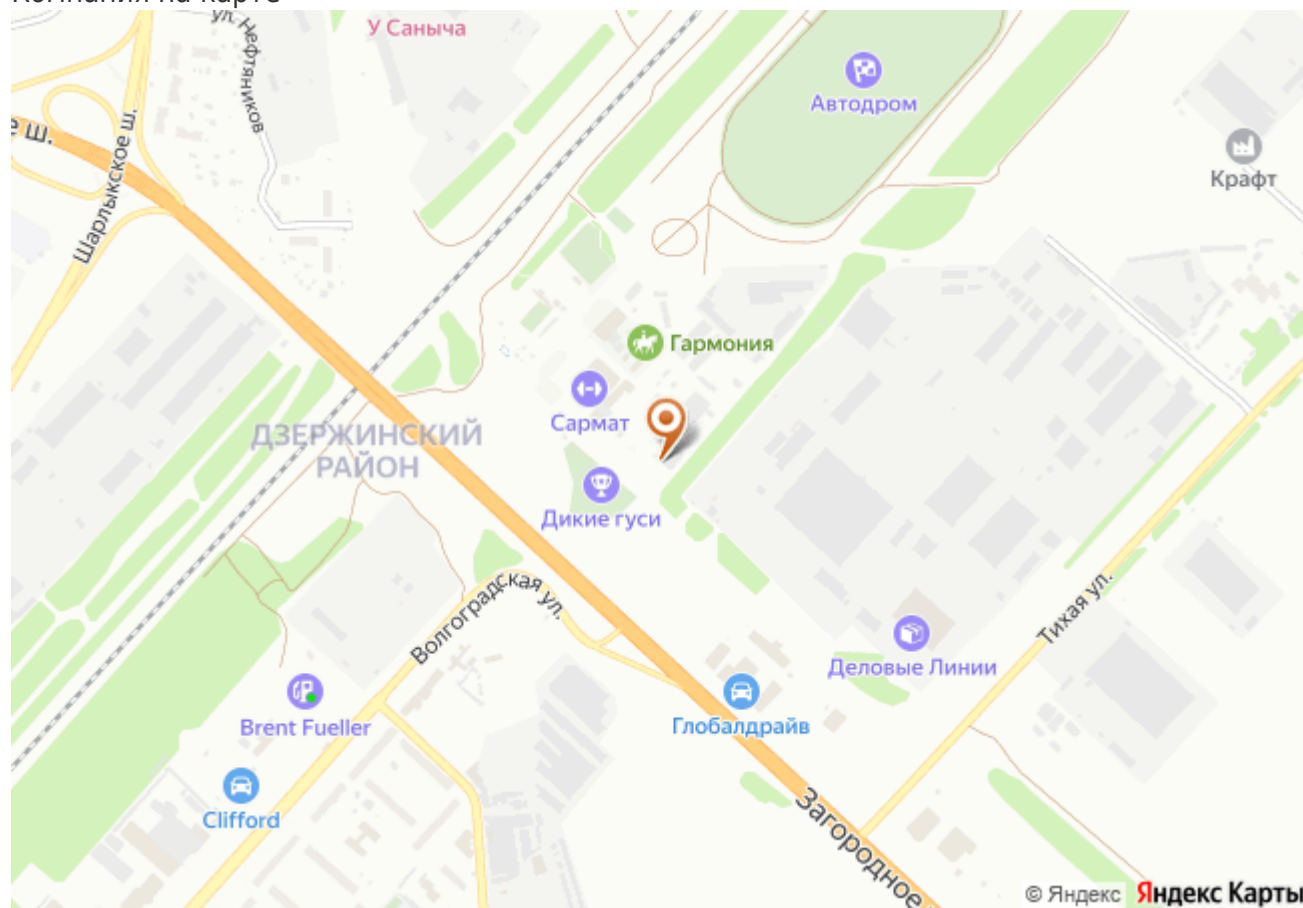 Компания на карте
У Саныча
ул. Нефтяников
Автодром
е Ш.
Шарлыкское ш.
Крафт
Гармония
Сармат
ДЗЕРЖИНСКИЙ
РАЙОН
Дикие гуси
Волгоградская ул.
Тихая ул.
Деловые Линии
Brent Fueller
Глобалдрайв
Clifford
Загородное
© Яндекс Яндекс Карты